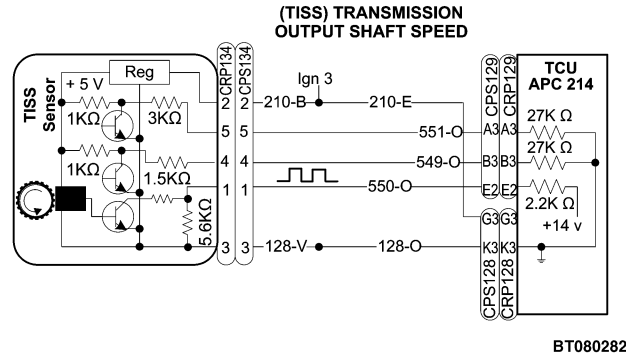 (TISS) TRANSMISSION
OUTPUT SHAFT SPEED
TISS
Sensor
Reg
+ 5 V
1KΩ
3KΩ
1KΩ
1.5KΩ
5.6KΩ
CRP134
CPS134
2 2
5 5
4 4
1 1
3 3
Ign 3
210-B
210-E
551-O
549-O
550-O
128-V
128-O
CPS129
CRP129
A3 A3
B3 B3
E2 E2
G3 G3
K3 K3
CPS128
CRP128
TCU
APC 214
27K Ω
27K Ω
2.2K Ω
+14 v
BT080282